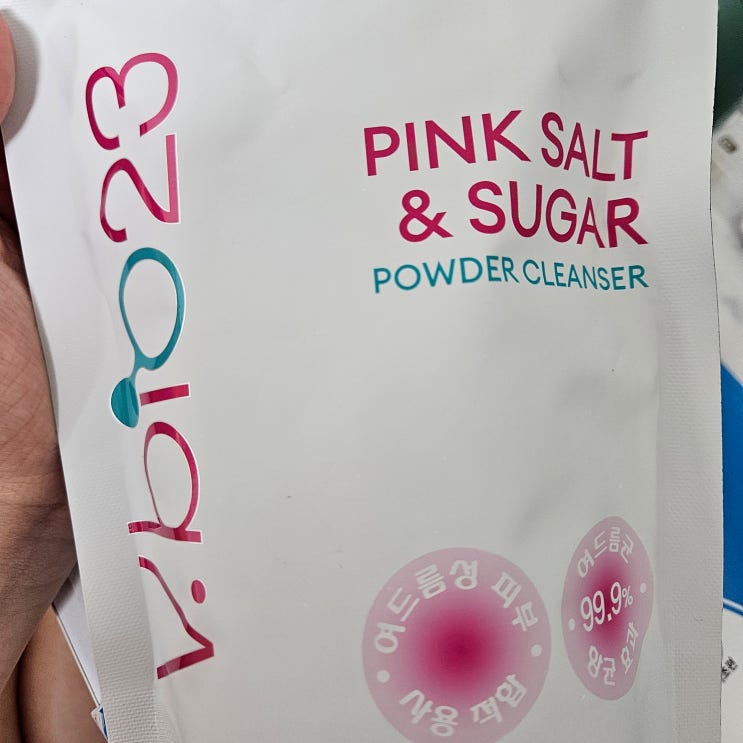 v.bio23
PINK SALT
& SUGAR
POWDER CLEANSER
여드름성 피부
사용 적합
여드름균
99.9%
항균 효과